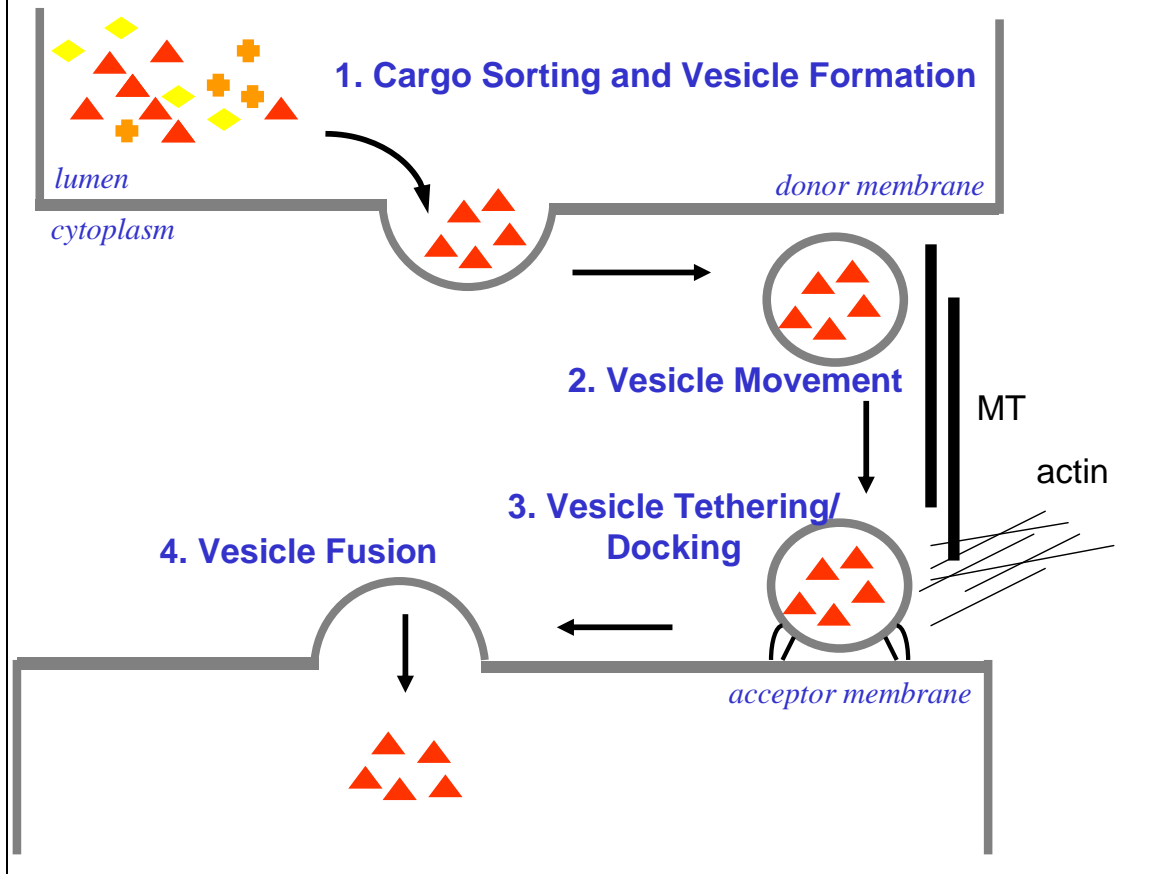 1. Cargo Sorting and Vesicle Formation
lumen
donor membrane
cytoplasm
2. Vesicle Movement
MT
actin
3. Vesicle Tethering/
Docking
4. Vesicle Fusion
acceptor membrane